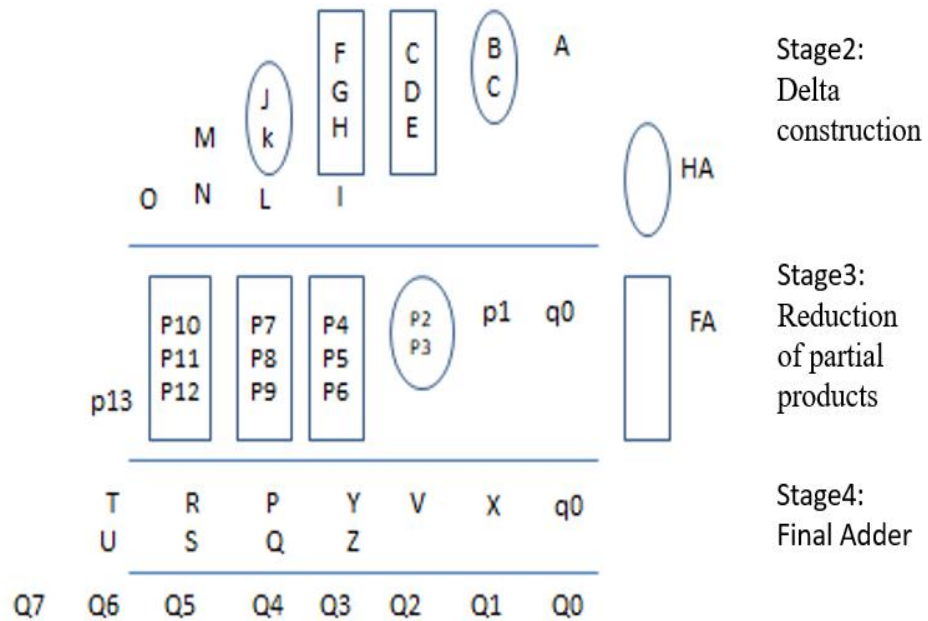 F C B A
G D C
H E
J
k
M
O N L I
HA
Stage2:
Delta
construction
P10 P7 P4 P2 p1 q0
P11 P8 P5 P3
P12 P9 P6
p13
FA
Stage3:
Reduction
of partial
products
T R P Y V X q0
U S Q Z
Stage4:
Final Adder
Q7 Q6 Q5 Q4 Q3 Q2 Q1 Q0